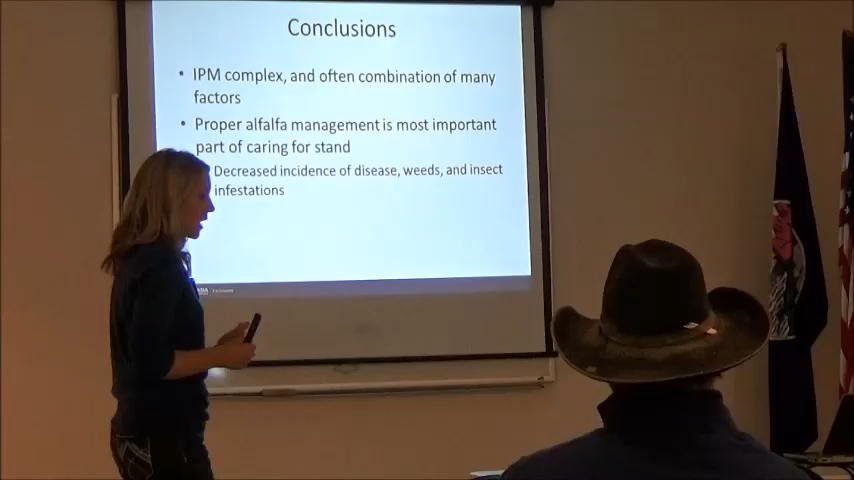 Conclusions
• IPM complex, and often combination of many
factors
• Proper alfalfa management is most important
part of caring for stand
Decreased incidence of disease, weeds, and insect
infestations